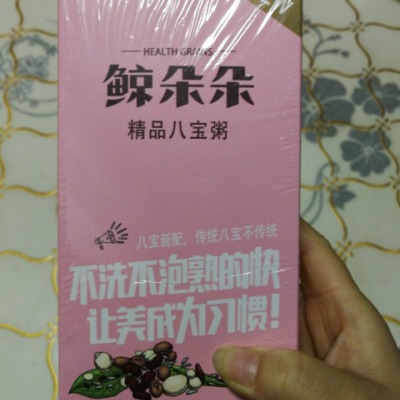 HEALTH GRAINS
鲸朵朵
精品八宝粥
八宝新配，传统八宝不传统
不洗不泡熟的快
让美成为习惯！